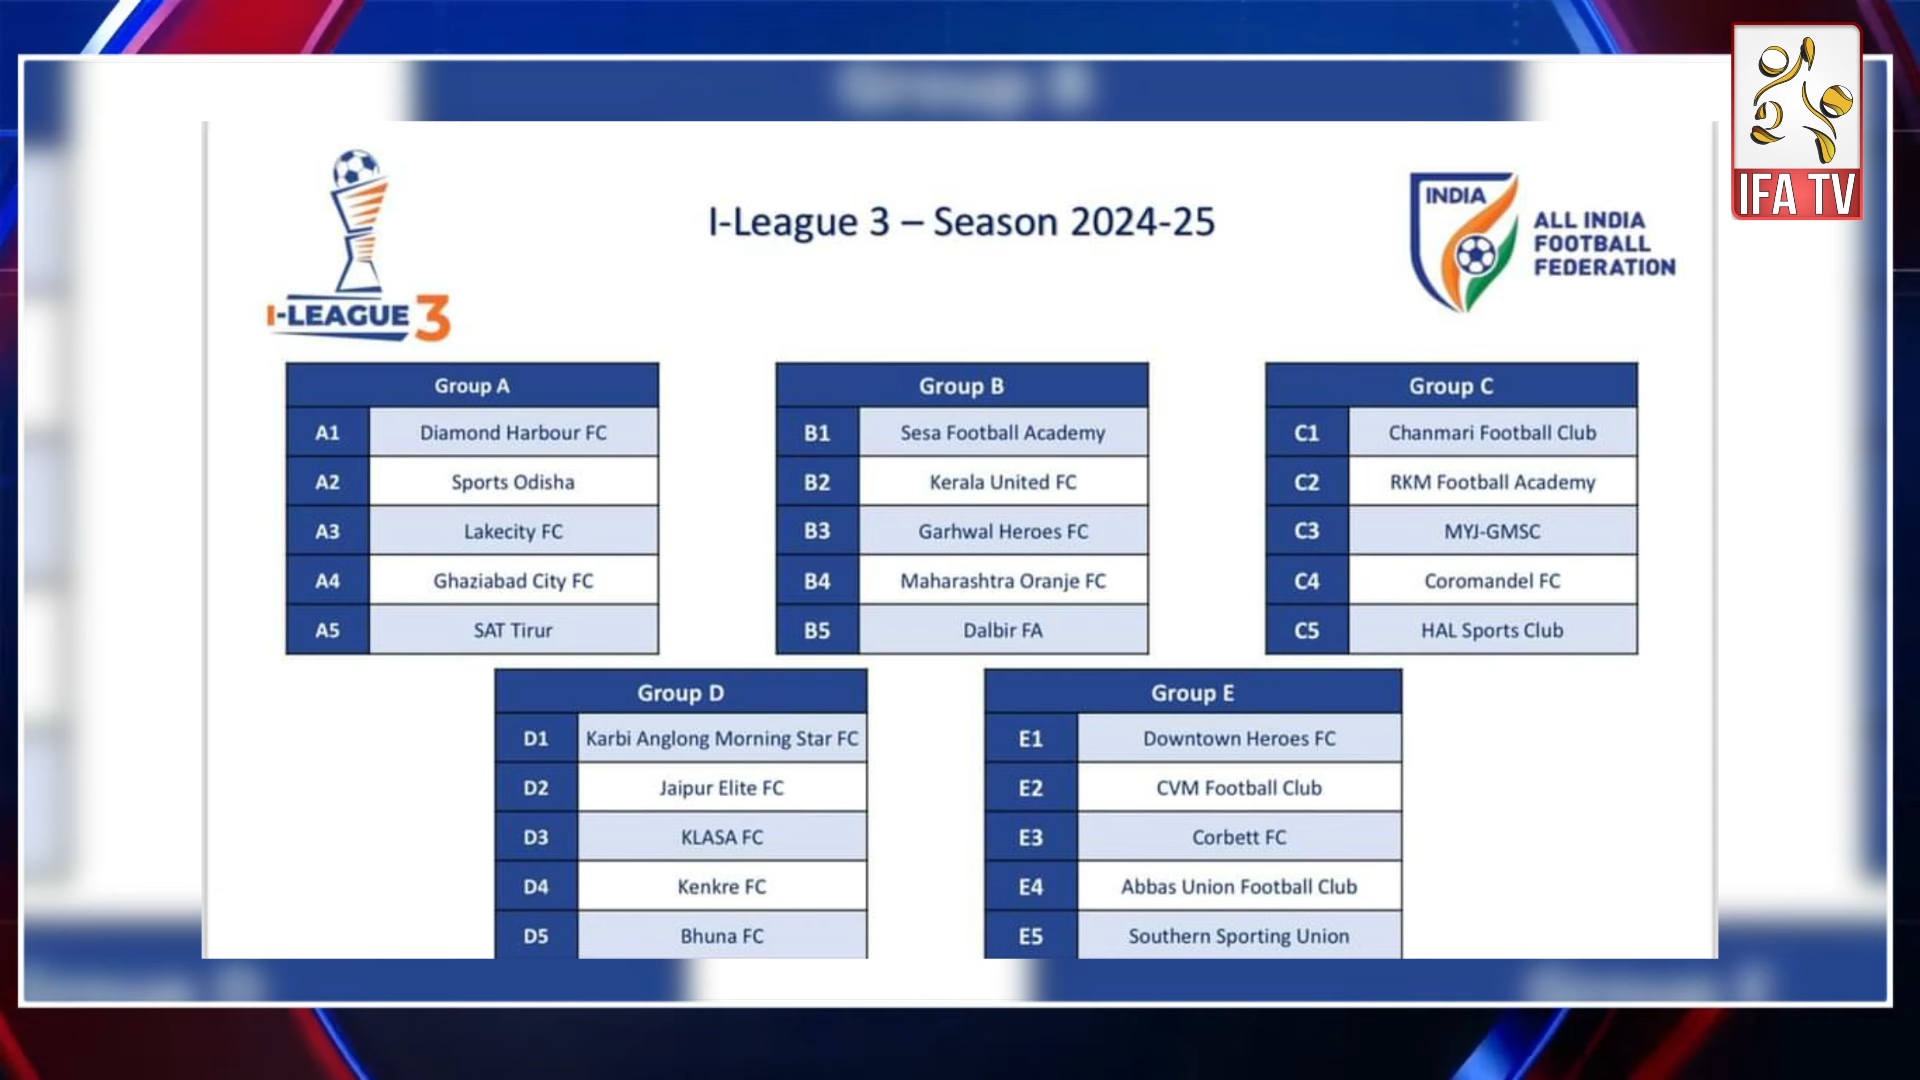 Group B
IFA TV
I-LEAGUE 3
I-League 3 – Season 2024-25
INDIA
ALL INDIA
FOOTBALL
FEDERATION
Group A
A1 Diamond Harbour FC
A2 Sports Odisha
A3 Lakecity FC
A4 Ghaziabad City FC
A5 SAT Tirur
Group B
B1 Sesa Football Academy
B2 Kerala United FC
B3 Garhwal Heroes FC
B4 Maharashtra Oranje FC
B5 Dalbir FA
Group C
C1 Chanmari Football Club
C2 RKM Football Academy
C3 MYJ-GMSC
C4 Coromandel FC
C5 HAL Sports Club
Group D
D1 Karbi Anglong Morning Star FC
D2 Jaipur Elite FC
D3 KLASA FC
D4 Kenkre FC
D5 Bhuna FC
Group E
E1 Downtown Heroes FC
E2 CVM Football Club
E3 Corbett FC
E4 Abbas Union Football Club
E5 Southern Sporting Union